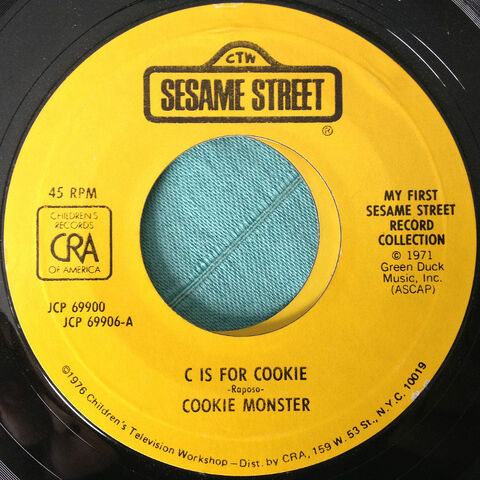 CTW
SESAME STREET
®
45 RPM
CHILDREN'S
RECORDS
CRA
OF AMERICA
JCP 69900
JCP 69906-A
MY FIRST
SESAME STREET
RECORD
COLLECTION
© 1971
Green Duck
Music, Inc.
(ASCAP)
C IS FOR COOKIE
-Raposo-
COOKIE MONSTER
©1976 Children's Television Workshop – Dist. by CRA, 159 W. 53 St., N.Y.C. 10019